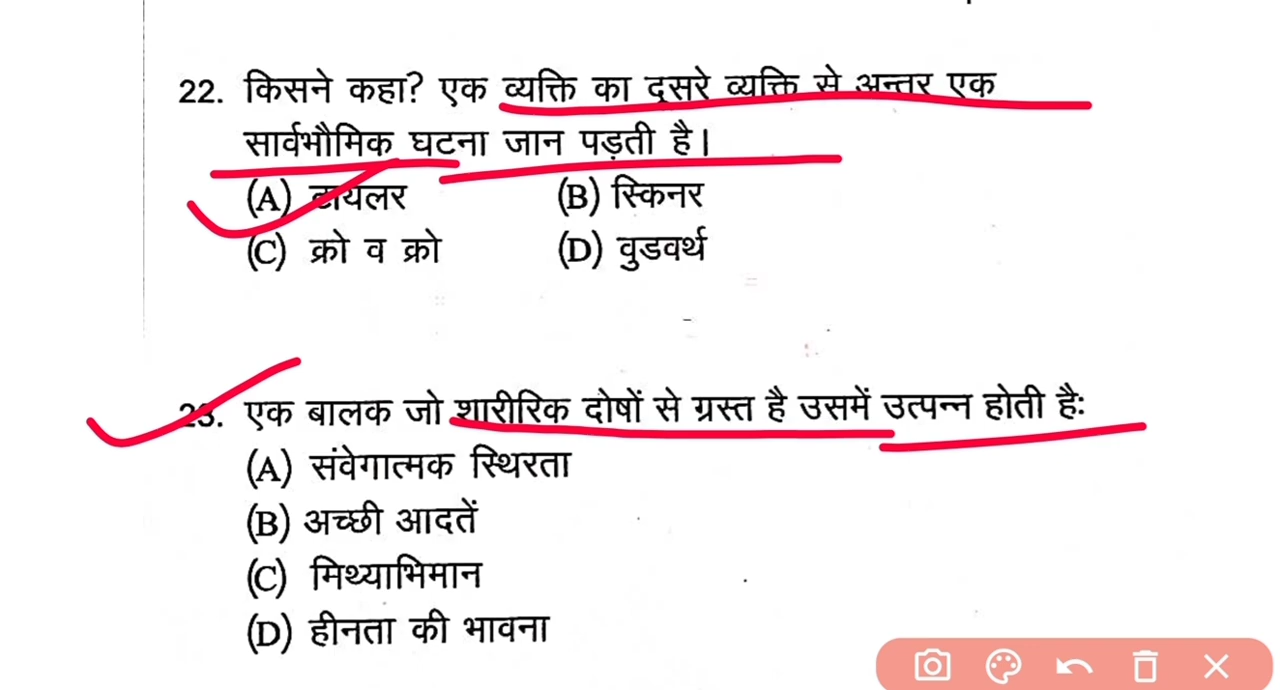 22. किसने कहा? एक व्यक्ति का दूसरे व्यक्ति से अन्तर एक
सार्वभौमिक घटना जान पड़ती है।
(A) टायलर (B) स्किनर
(C) क्रो व क्रो (D) वुडवर्थ
23. एक बालक जो शारीरिक दोषों से ग्रस्त है उसमें उत्पन्न होती है:
(A) संवेगात्मक स्थिरता
(B) अच्छी आदतें
(C) मिथ्याभिमान
(D) हीनता की भावना